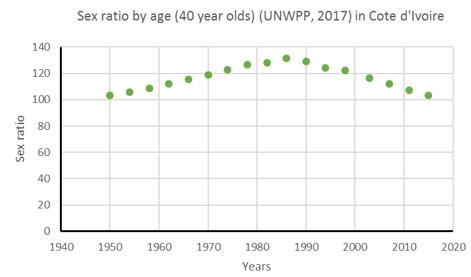 Sex ratio by age (40 year olds) (UNWPP, 2017) in Cote d'Ivoire
140
120
100
80
60
40
20
0
Sex ratio
1940 1950 1960 1970 1980 1990 2000 2010 2020
Years